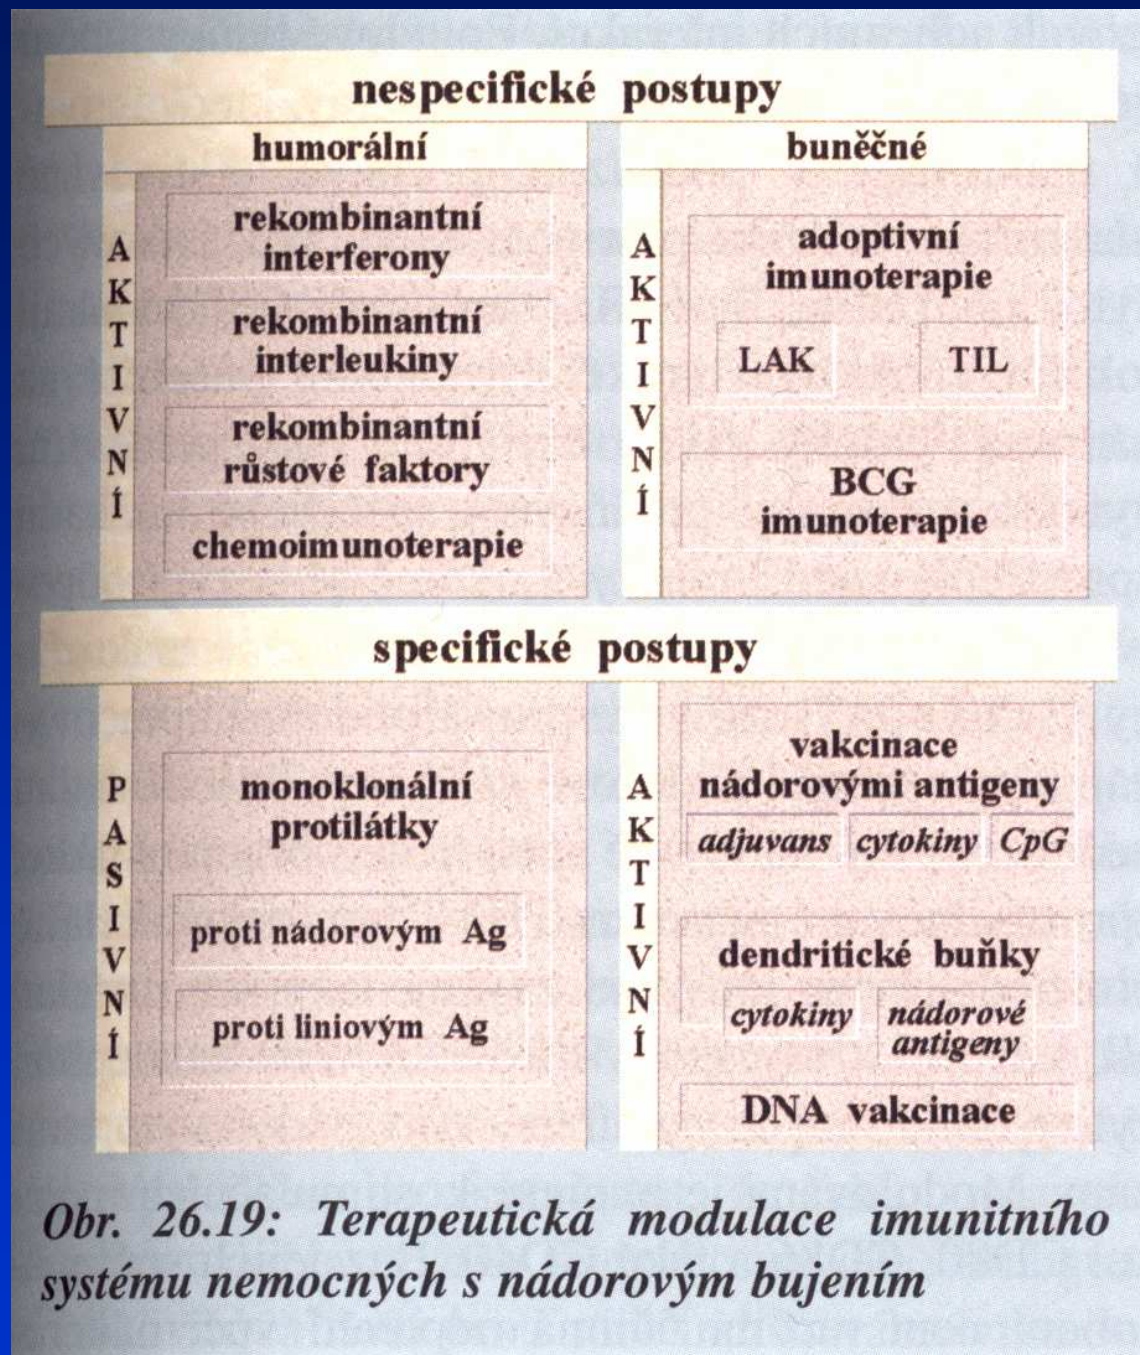 nespecifické postupy
humorální
AKTIVNÍ
rekombinantní
interferony
rekombinantní
interleukiny
rekombinantní
růstové faktory
chemoimunoterapie
buněčné
AKTIVNÍ
adoptivní
imunoterapie
LAK TIL
BCG
imunoterapie
specifické postupy
PASIVNÍ
monoklonální
protilátky
proti nádorovým Ag
proti liniovým Ag
AKTIVNÍ
vakcinace
nádorovými antigeny
adjuvans cytokiny CpG
dendritické buňky
cytokiny nádorové
antigeny
DNA vakcinace
Obr. 26.19: Terapeutická modulace imunitního
systému nemocných s nádorovým bujením